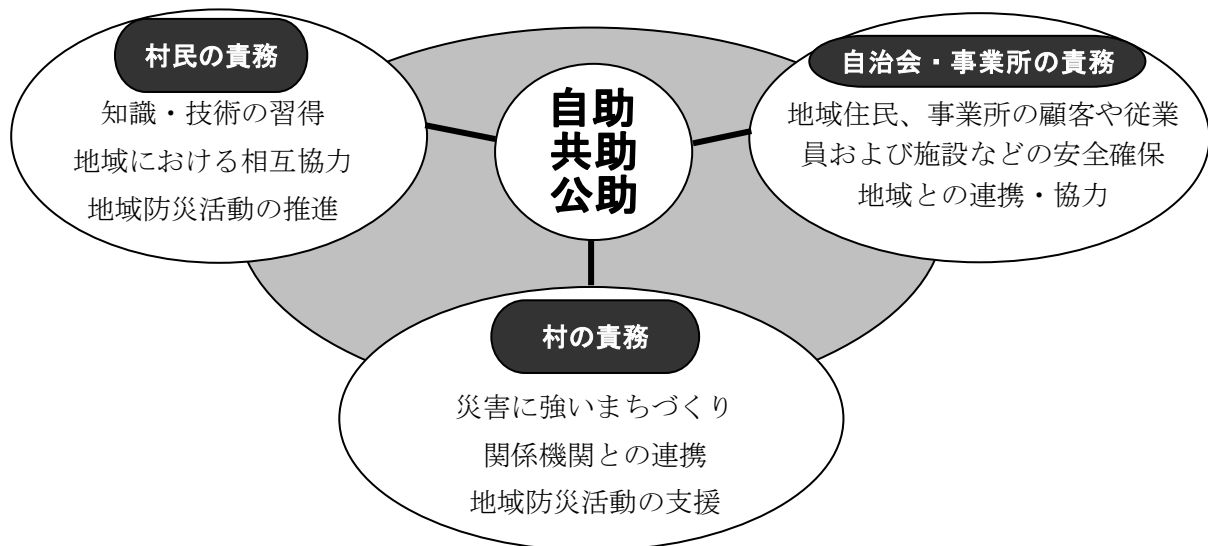 村民の責務
知識・技術の習得
地域における相互協力
地域防災活動の推進
自助
共助
公助
自治会・事業所の責務
地域住民、事業所の顧客や従業
員および施設などの安全確保
地域との連携・協力
村の責務
災害に強いまちづくり
関係機関との連携
地域防災活動の支援